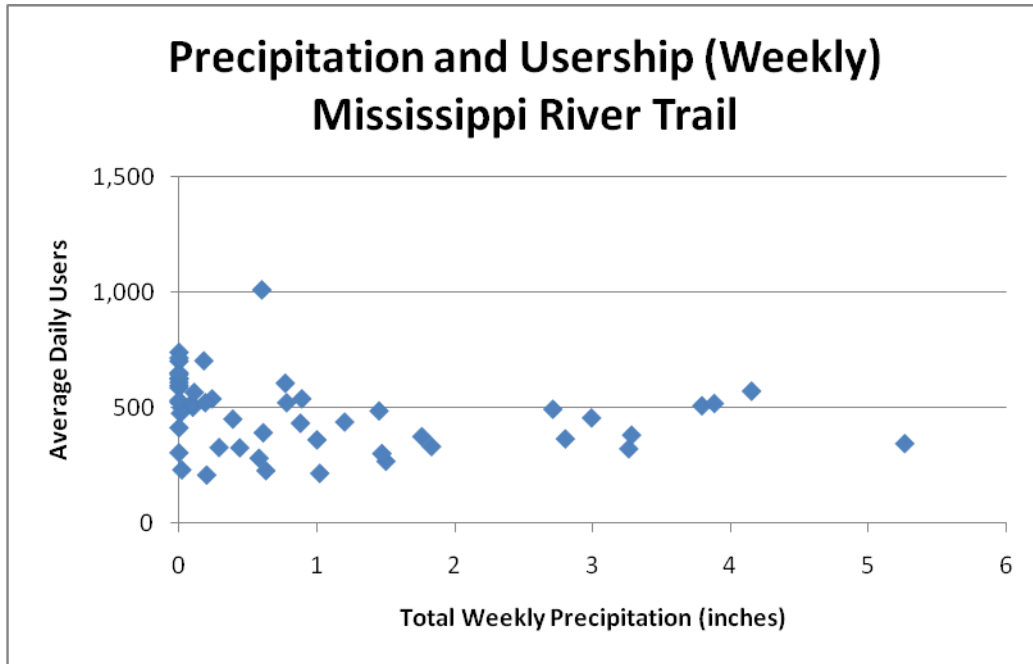 Precipitation and Usership (Weekly)
Mississippi River Trail
1,500
1,000
500
0
Average Daily Users
0 1 2 3 4 5 6
Total Weekly Precipitation (inches)